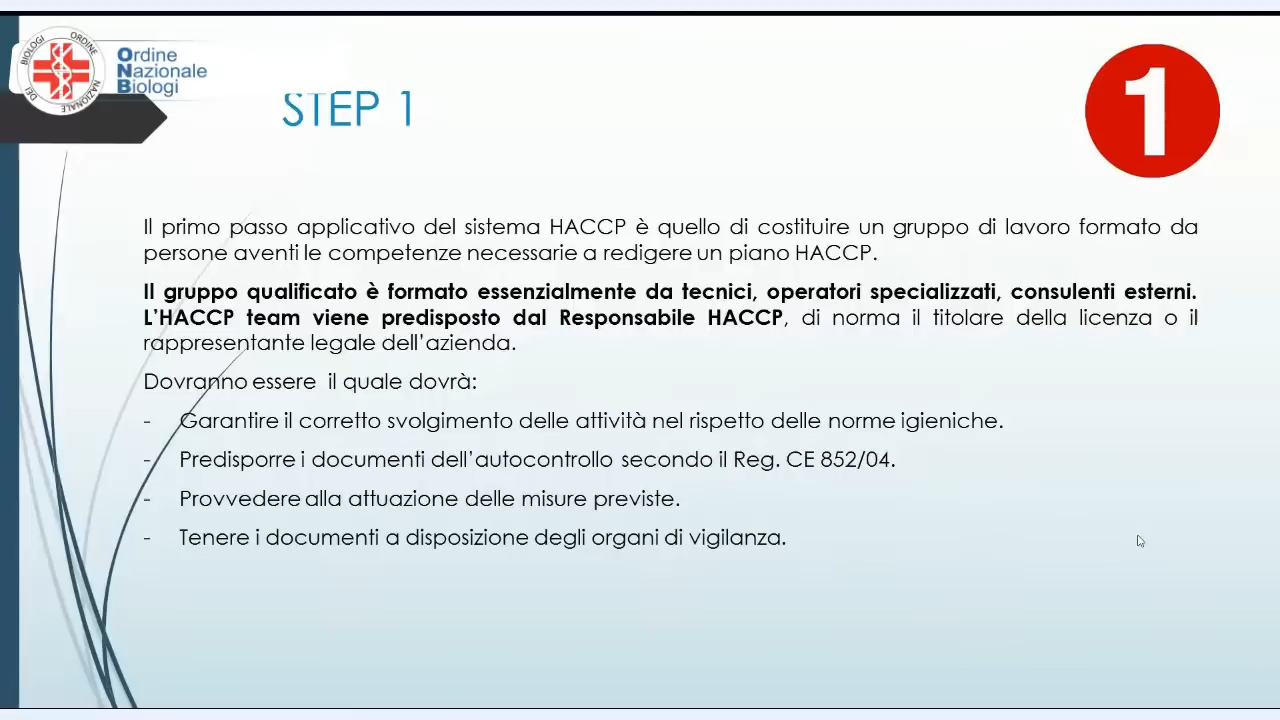 BIOLOGI ORDINE
DEI NAZIONALE
Ordine
Nazionale
Biologi
STEP 1
1
Il primo passo applicativo del sistema HACCP è quello di costituire un gruppo di lavoro formato da
persone aventi le competenze necessarie a redigere un piano HACCP.
Il gruppo qualificato è formato essenzialmente da tecnici, operatori specializzati, consulenti esterni.
L’HACCP team viene predisposto dal Responsabile HACCP, di norma il titolare della licenza o il
rappresentante legale dell’azienda.
Dovranno essere il quale dovrà:
- Garantire il corretto svolgimento delle attività nel rispetto delle norme igieniche.
- Predisporre i documenti dell’autocontrollo secondo il Reg. CE 852/04.
- Provvedere alla attuazione delle misure previste.
- Tenere i documenti a disposizione degli organi di vigilanza.